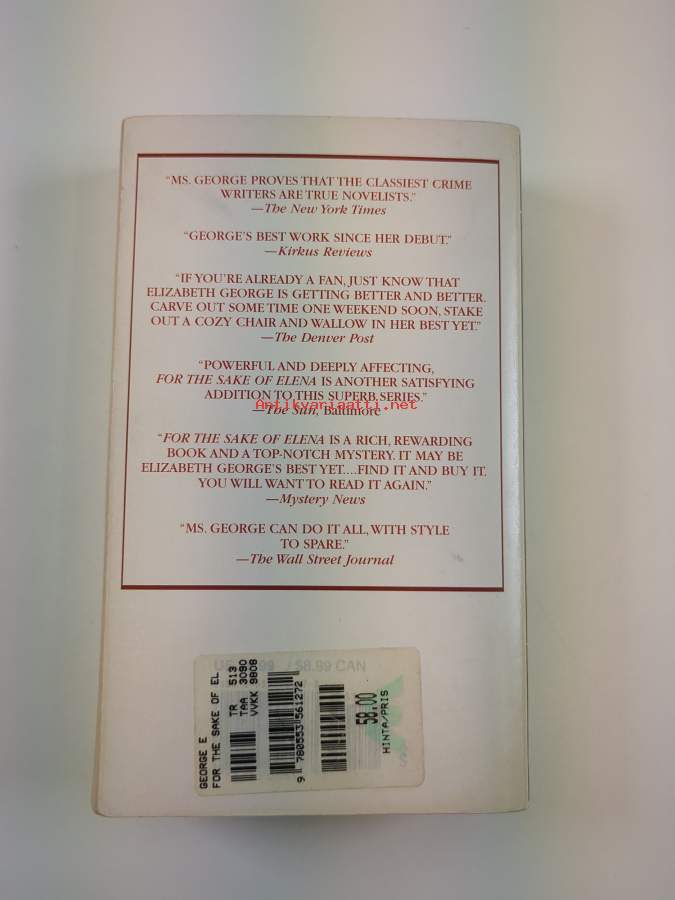 “MS. GEORGE PROVES THAT THE CLASSIEST CRIME
WRITERS ARE TRUE NOVELISTS.”
—The New York Times
“GEORGE’S BEST WORK SINCE HER DEBUT.”
—Kirkus Reviews
“IF YOU’RE ALREADY A FAN, JUST KNOW THAT
ELIZABETH GEORGE IS GETTING BETTER AND BETTER.
CARVE OUT SOME TIME ONE WEEKEND SOON, STAKE
OUT A COZY CHAIR AND WALLOW IN HER BEST YET.”
—The Denver Post
“POWERFUL AND DEEPLY AFFECTING,
FOR THE SAKE OF ELENA IS ANOTHER SATISFYING
ADDITION TO THIS SUPERB SERIES.”
Antikvariaatti.net
—The Sun, Baltimore
“FOR THE SAKE OF ELENA IS A RICH, REWARDING
BOOK AND A TOP-NOTCH MYSTERY. IT MAY BE
ELIZABETH GEORGE’S BEST YET....FIND IT AND BUY IT.
YOU WILL WANT TO READ IT AGAIN.”
—Mystery News
“MS. GEORGE CAN DO IT ALL, WITH STYLE
TO SPARE.”
—The Wall Street Journal
GEORGE E
FOR THE SAKE OF EL
TR 513
TAA 3090
VVKK 9808
9 780553 561272
58.00
HINTA/PRIS